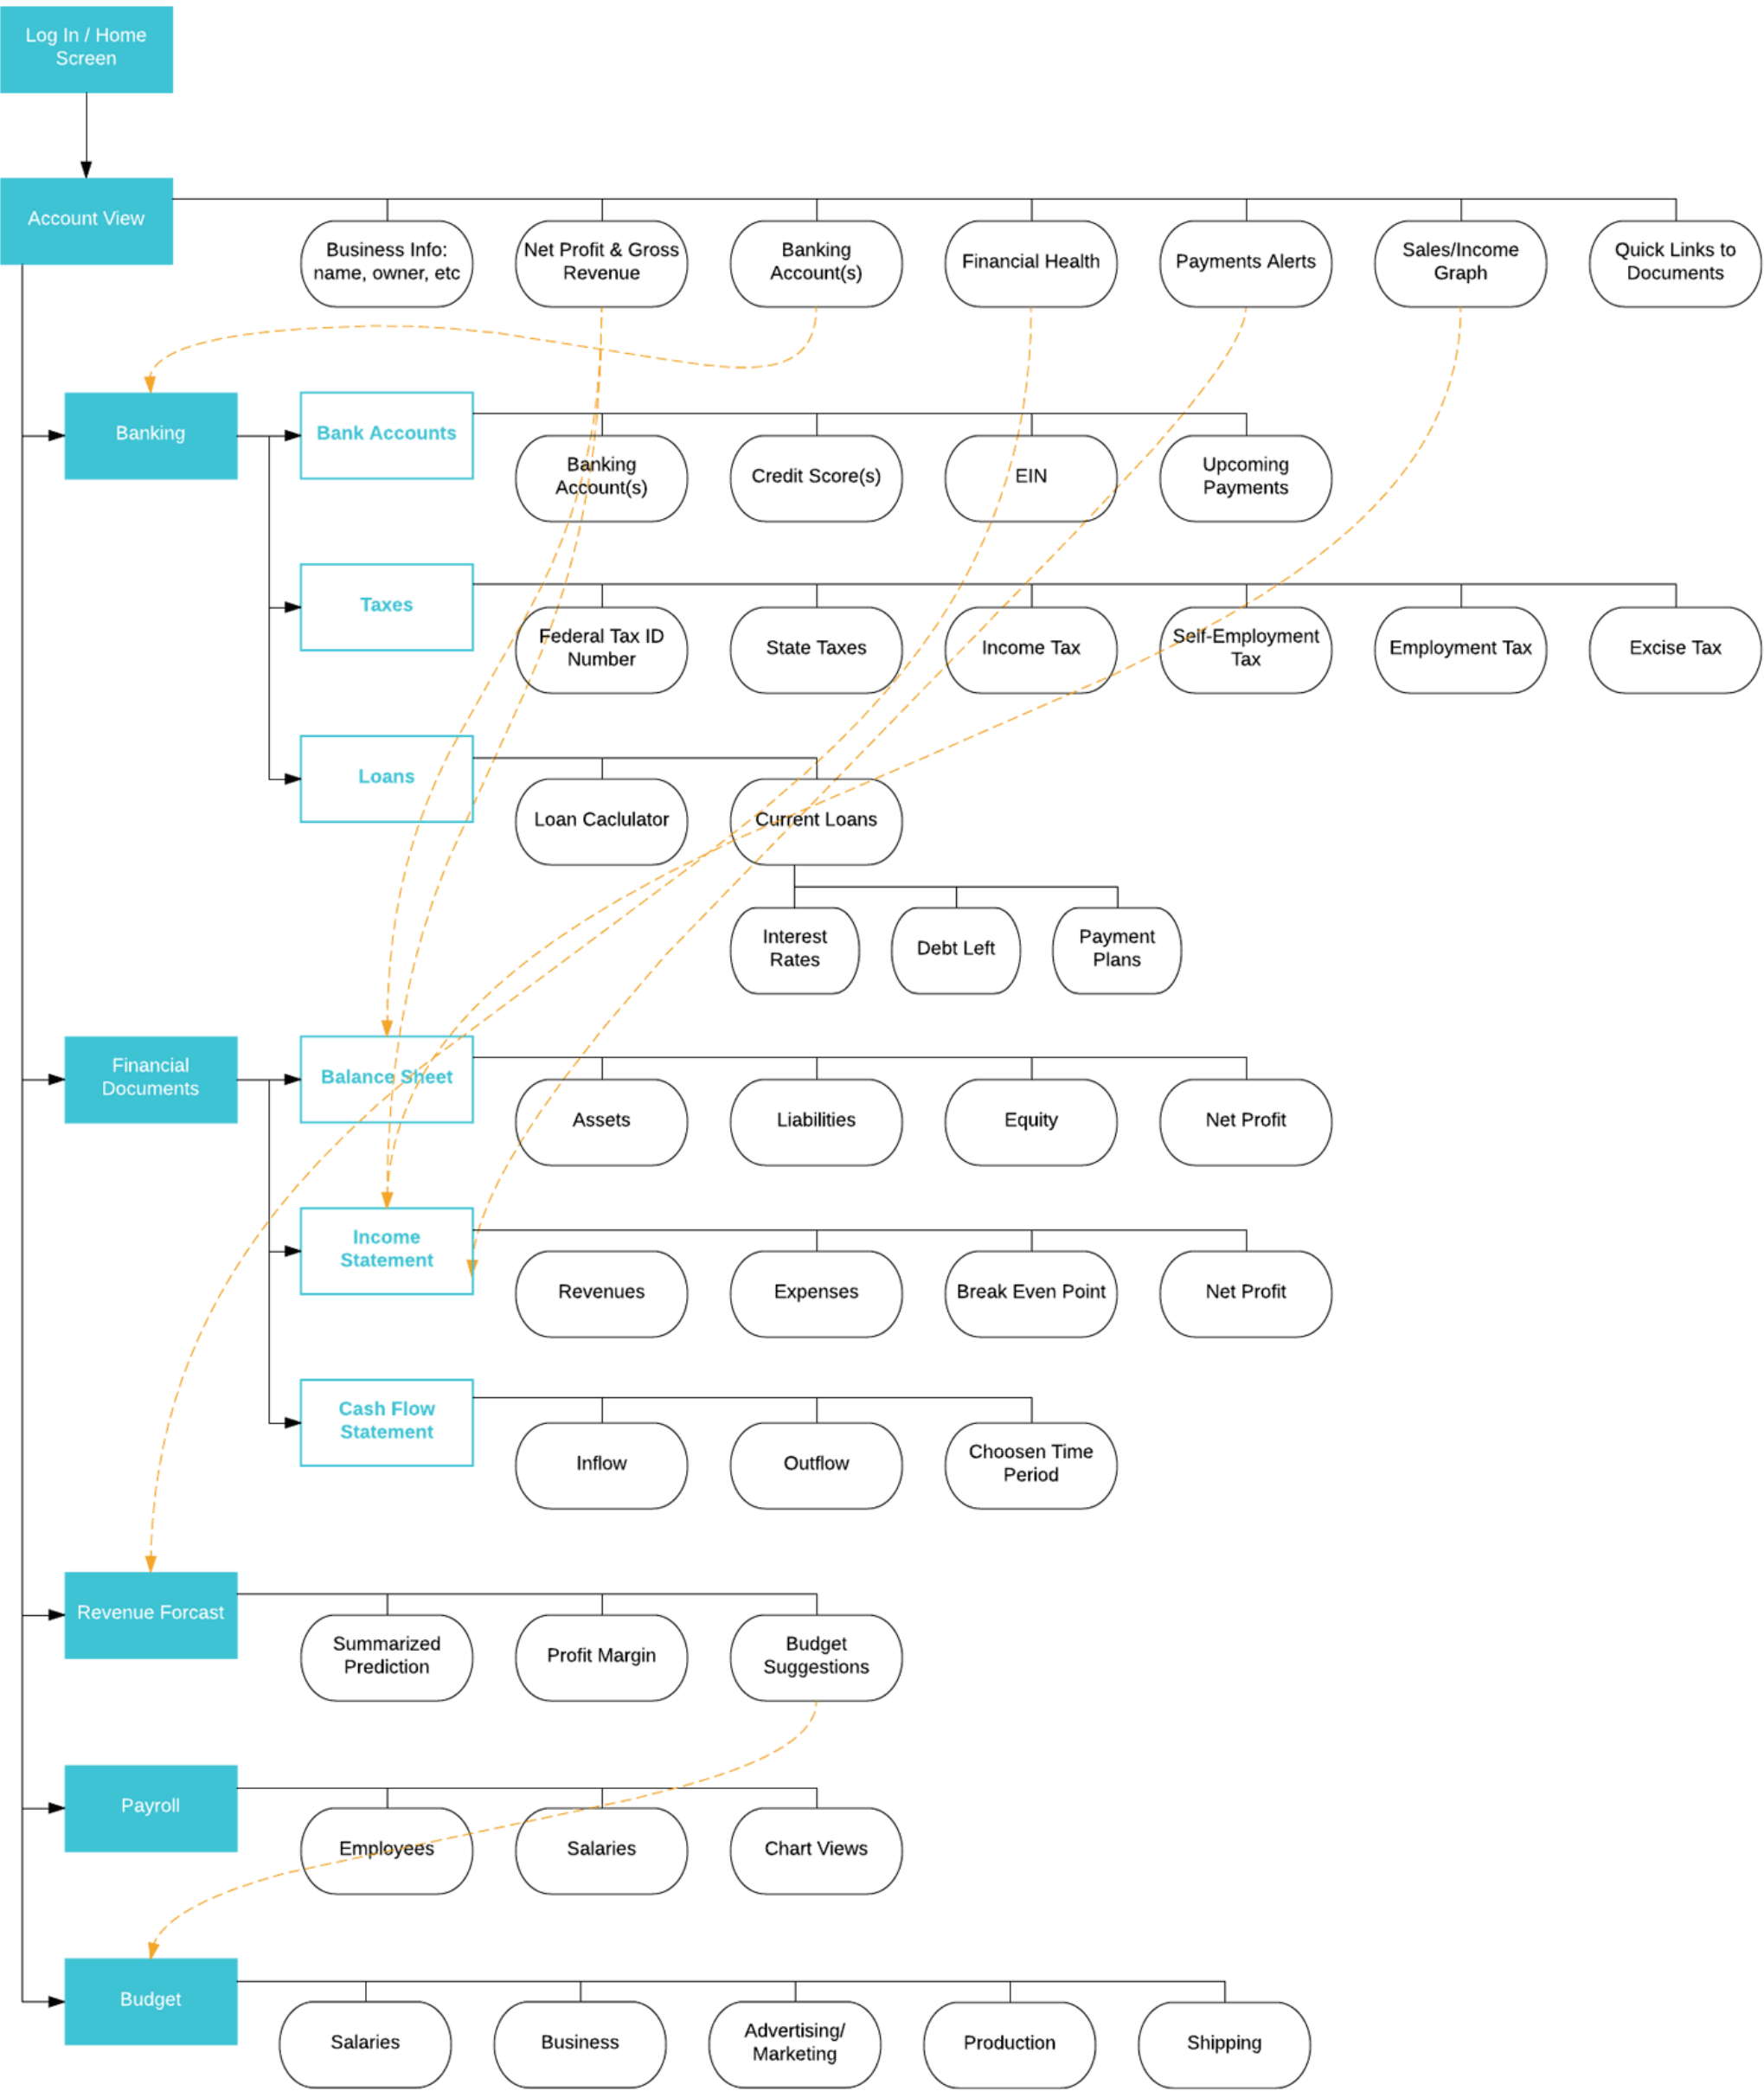 Log In / Home
Screen
Account View
Business Info:
name, owner, etc
Net Profit & Gross
Revenue
Banking
Account(s)
Financial Health
Payments Alerts
Sales/Income
Graph
Quick Links to
Documents
Banking
Bank Accounts
Banking
Account(s)
Credit Score(s)
EIN
Upcoming
Payments
Taxes
Federal Tax ID
Number
State Taxes
Income Tax
Self-Employment
Tax
Employment Tax
Excise Tax
Loans
Loan Caclulator
Current Loans
Interest
Rates
Debt Left
Payment
Plans
Financial
Documents
Balance Sheet
Assets
Liabilities
Equity
Net Profit
Income
Statement
Revenues
Expenses
Break Even Point
Net Profit
Cash Flow
Statement
Inflow
Outflow
Choosen Time
Period
Revenue Forcast
Summarized
Prediction
Profit Margin
Budget
Suggestions
Payroll
Employees
Salaries
Chart Views
Budget
Salaries
Business
Advertising/
Marketing
Production
Shipping